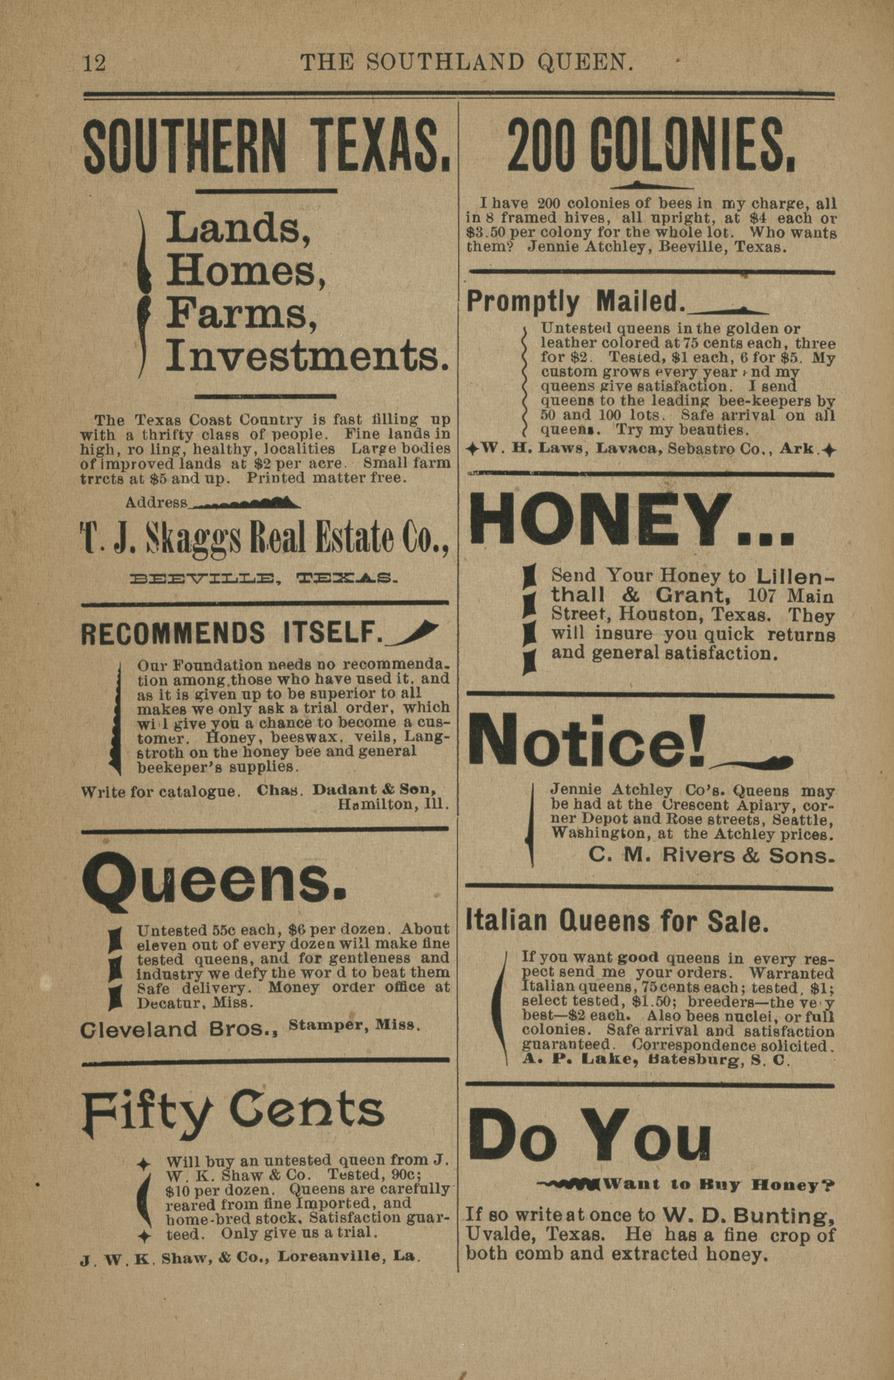 12
THE SOUTHLAND QUEEN.
SOUTHERN TEXAS.
Lands,
Homes,
Farms,
Investments.
The Texas Coast Country is fast filling up
with a thrifty class of people. Fine lands in
high, ro ling, healthy, localities Large bodies
of improved lands at $2 per acre. Small farm
trrcts at $5 and up. Printed matter free.
Address
T. J. Skaggs Real Estate Co.,
BEEVILLE, TEXAS.
RECOMMENDS ITSELF.
Our Foundation needs no recommenda.
tion among those who have used it, and
as it is given up to be superior to all
makes we only ask a trial order, which
wi l give you a chance to become a cus-
tomer. Honey, beeswax, veils, Lang-
stroth on the honey bee and general
beekeper's supplies.
Write for catalogue. Chas. Dadant & Son,
Hamilton, Ill.
Queens.
Untested 55c each, $6 per dozen. About
eleven out of every dozen will make fine
tested queens, and for gentleness and
industry we defy the wor d to beat them
Safe delivery. Money order office at
Decatur, Miss.
Cleveland Bros., Stamper, Miss.
Fifty Cents
Will buy an untested queen from J.
W. K. Shaw & Co. Tested, 90c;
$10 per dozen. Queens are carefully
reared from fine Imported, and
home-bred stock. Satisfaction guar-
teed. Only give us a trial.
J. W. K. Shaw, & Co., Loreanville, La.
200 COLONIES.
I have 200 colonies of bees in my charge, all
in 8 framed hives, all upright, at $4 each or
$3.50 per colony for the whole lot. Who wants
them? Jennie Atchley, Beeville, Texas.
Promptly Mailed.
Untested queens in the golden or
leather colored at 75 cents each, three
for $2. Tested, $1 each, 6 for $5. My
custom grows every year and my
queens give satisfaction. I send
queens to the leading bee-keepers by
50 and 100 lots. Safe arrival on all
queens. Try my beauties.
W. H. Laws, Lavaca, Sebastro Co., Ark.
HONEY...
Send Your Honey to Lillen-
thall & Grant, 107 Main
Street, Houston, Texas. They
will insure you quick returns
and general satisfaction.
Notice!
Jennie Atchley Co's. Queens may
be had at the Crescent Apiary, cor-
ner Depot and Rose streets, Seattle,
Washington, at the Atchley prices.
C. M. Rivers & Sons.
Italian Queens for Sale.
If you want good queens in every res-
pect send me your orders. Warranted
Italian queens, 75cents each; tested, $1;
select tested, $1.50; breeders—the ve y
best—$2 each. Also bees nuclei, or full
colonies. Safe arrival and satisfaction
guaranteed. Correspondence solicited.
A. P. Lake, Batesburg, S. C.
Do You
Want to Buy Honey?
If so write at once to W. D. Bunting,
Uvalde, Texas. He has a fine crop of
both comb and extracted honey.